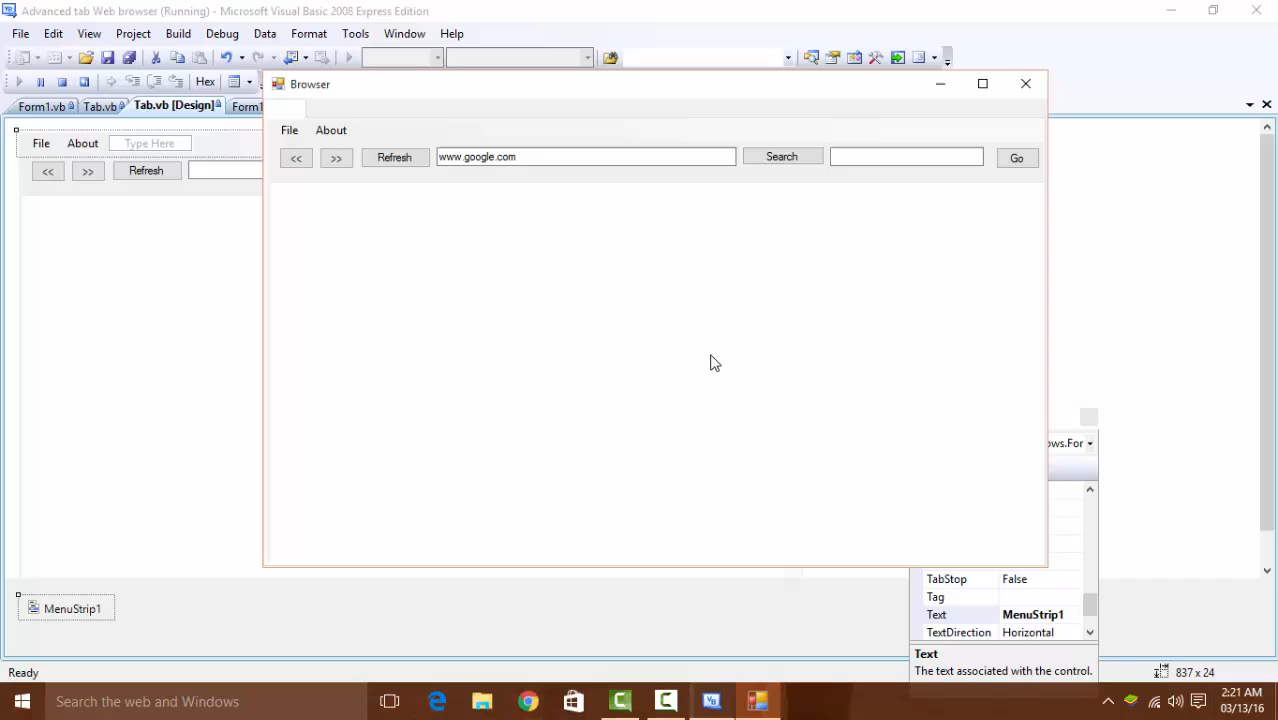 Advanced tab Web browser (Running) - Microsoft Visual Basic 2008 Express Edition
File Edit View Project Build Debug Data Format Tools Window Help
Hex
Form1.vb Tab.vb Tab.vb [Design] Form1
Browser
File About Type Here
<< >> Refresh
File About
<< >> Refresh www.google.com Search Go
ows.For
TabStop False
Tag
Text MenuStrip1
TextDirection Horizontal
MenuStrip1
Text
The text associated with the control.
Ready 837 x 24
Search the web and Windows
2:21 AM
03/13/16